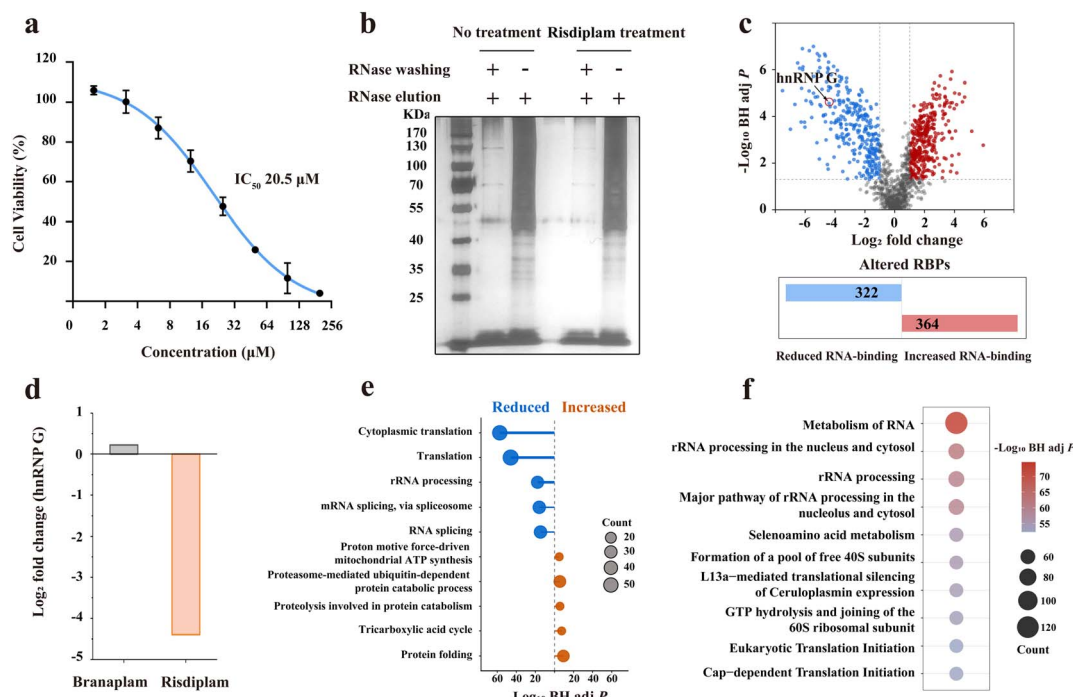 a
120
100
80
60
40
20
Cell Viability (%)
IC50 20.5 μM
0 2 4 8 16 32 64 128 256
Concentration (μM)
b
No treatment Risdiplam treatment
RNase washing + - + -
RNase elution + + + +
KDa
170
130
100
70
55
40
35
25
c
6
4
2
0
-Log₁₀ BH adj P
hnRNP G
-6 -4 -2 0 2 4 6
Log₂ fold change
Altered RBPs
322
364
Reduced RNA-binding Increased RNA-binding
d
0
-1
-2
-3
-4
-5
Log₂ fold change (hnRNP G)
Branaplam Risdiplam
e
Reduced Increased
Cytoplasmic translation
Translation
rRNA processing
mRNA splicing, via spliceosome
RNA splicing
Proton motive force-driven
mitochondrial ATP synthesis
Proteasome-mediated ubiquitin-dependent
protein catabolic process
Proteolysis involved in protein catabolism
Tricarboxylic acid cycle
Protein folding
Count
20
30
40
50
60 40 20 0 20 40 60
Log₁₀ BH adj P
f
Metabolism of RNA
rRNA processing in the nucleus and cytosol
rRNA processing
Major pathway of rRNA processing in the
nucleolus and cytosol
Selenoamino acid metabolism
Formation of a pool of free 40S subunits
L13a−mediated translational silencing
of Ceruloplasmin expression
GTP hydrolysis and joining of the
60S ribosomal subunit
Eukaryotic Translation Initiation
Cap−dependent Translation Initiation
-Log₁₀ BH adj P
70
65
60
55
60
80
100
120
Count